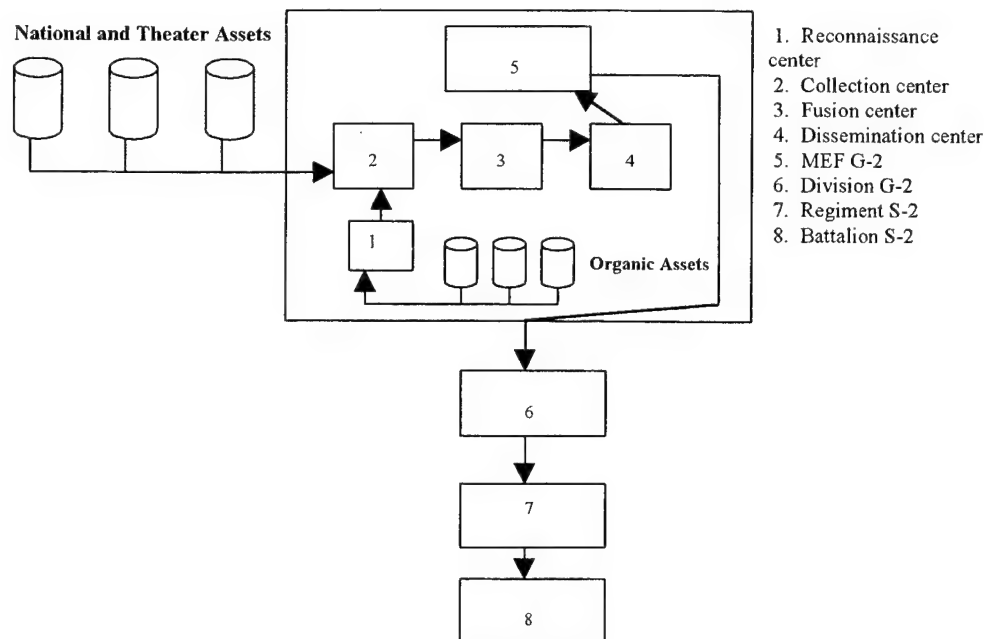 National and Theater Assets
5
2
3
4
1
Organic Assets
6
7
8
1. Reconnaissance
center
2. Collection center
3. Fusion center
4. Dissemination center
5. MEF G-2
6. Division G-2
7. Regiment S-2
8. Battalion S-2